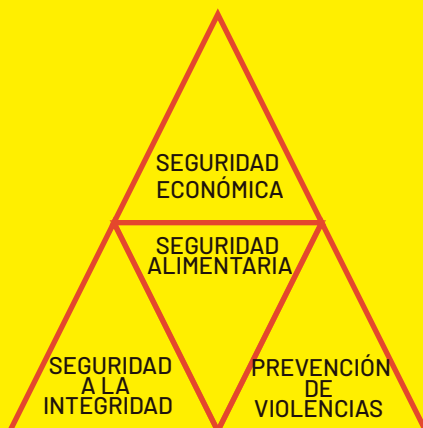 SEGURIDAD
ECONÓMICA
SEGURIDAD
ALIMENTARIA
SEGURIDAD
A LA
INTEGRIDAD
PREVENCIÓN
DE
VIOLENCIAS